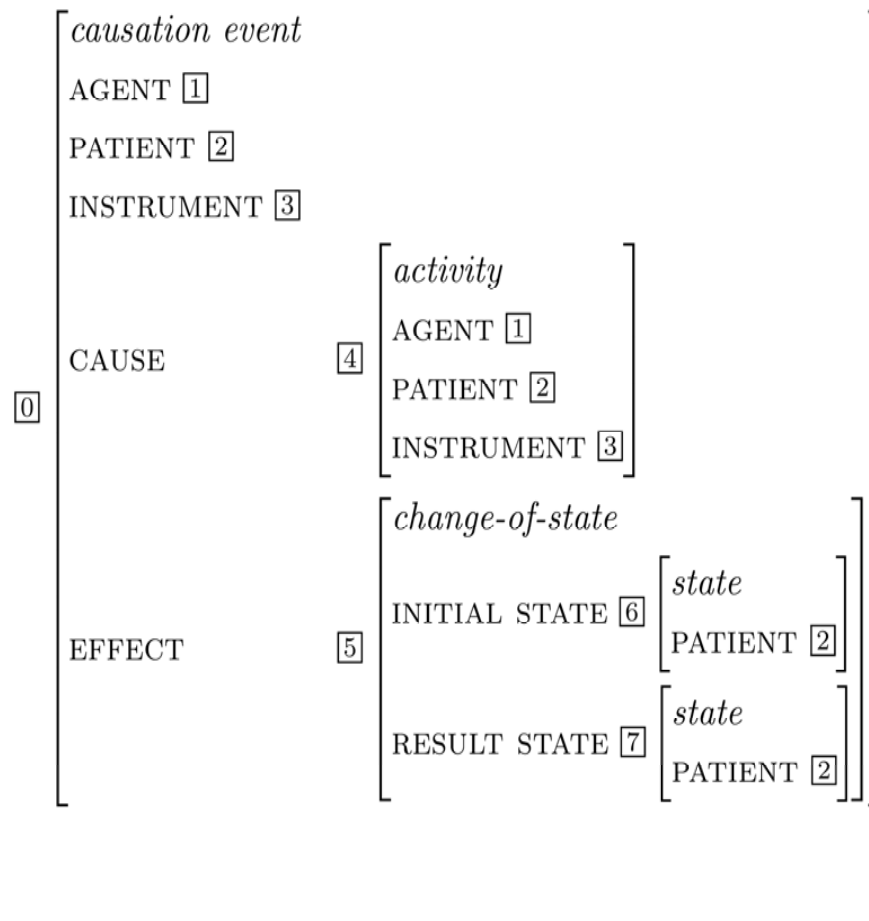 causation event
AGENT 1
PATIENT 2
INSTRUMENT 3
activity
AGENT 1
CAUSE 4
PATIENT 2
0
INSTRUMENT 3
change-of-state
state
INITIAL STATE 6
PATIENT 2
EFFECT 5
state
RESULT STATE 7
PATIENT 2